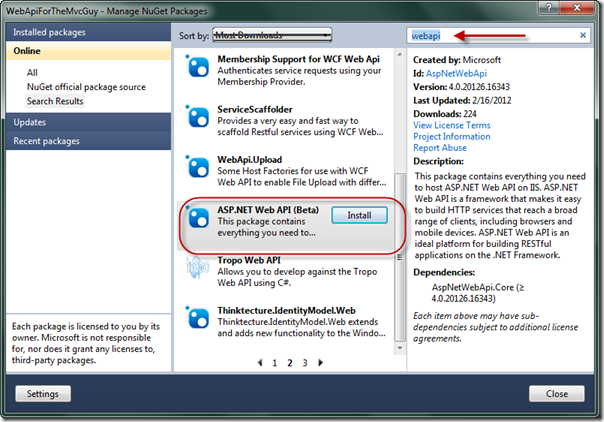 WebApiForTheMvcGuy - Manage NuGet Packages
Installed packages
Online
All
NuGet official package source
Search Results
Updates
Recent packages
Each package is licensed to you by its
owner. Microsoft is not responsible
for, nor does it grant any licenses to,
third-party packages.
Settings
Sort by: Most Downloads
Membership Support for WCF Web Api
Authenticates service requests using your
Membership Provider.
ServiceScaffolder
Provides a very easy and fast way to
scaffold Restful services using WCF Web...
WebApi.Upload
Some Host Factories for use with WCF
Web API to enable File Upload with differ...
ASP.NET Web API (Beta)
Install
This package contains
everything you need to...
Tropo Web API
Allows you to develop against the Tropo
Web API using C#.
Thinktecture.IdentityModel.Web
Thinktecture.IdentityModel.Web extends
and adds new functionality to the Windo...
1 2 3
webapi
Created by: Microsoft
Id: AspNetWebApi
Version: 4.0.20126.16343
Last Updated: 2/16/2012
Downloads: 224
View License Terms
Project Information
Report Abuse
Description:
This package contains everything you need
to host ASP.NET Web API on IIS. ASP.NET
Web API is a framework that makes it easy
to build HTTP services that reach a broad
range of clients, including browsers and
mobile devices. ASP.NET Web API is an
ideal platform for building RESTful
applications on the .NET Framework.
Dependencies:
AspNetWebApi.Core (≥
4.0.20126.16343)
Each item above may have sub-
dependencies subject to additional license
agreements.
Close